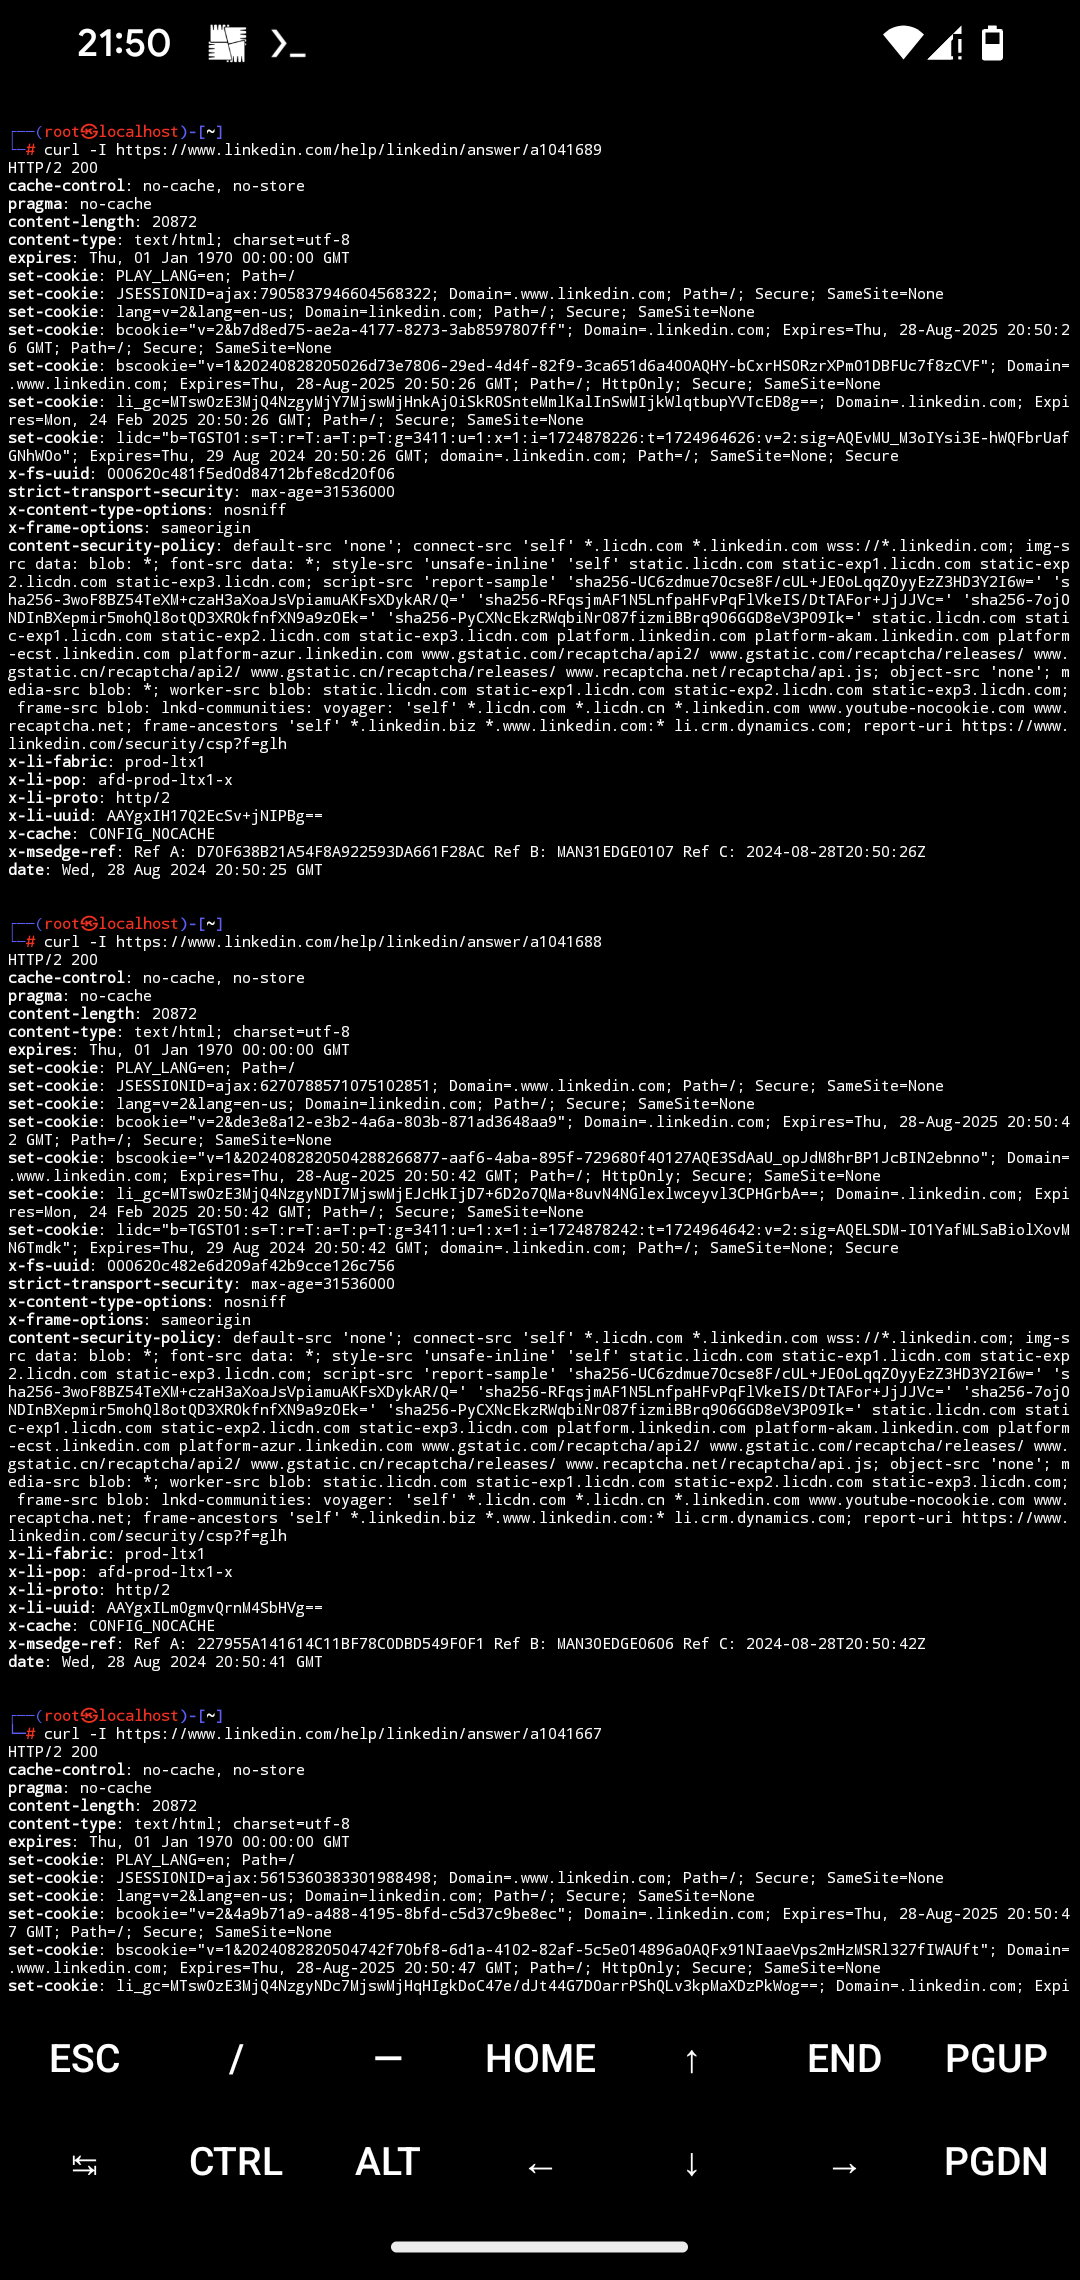 21:50
┌──(root㉿localhost)-[~]
└─# curl -I https://www.linkedin.com/help/linkedin/answer/a1041689
HTTP/2 200
cache-control: no-cache, no-store
pragma: no-cache
content-length: 20872
content-type: text/html; charset=utf-8
expires: Thu, 01 Jan 1970 00:00:00 GMT
set-cookie: PLAY_LANG=en; Path=/
set-cookie: JSESSIONID=ajax:7905837946604568322; Domain=.www.linkedin.com; Path=/; Secure; SameSite=None
set-cookie: lang=v=2&lang=en-us; Domain=linkedin.com; Path=/; Secure; SameSite=None
set-cookie: bcookie="v=2&b7d8ed75-ae2a-4177-8273-3ab8597807ff"; Domain=.linkedin.com; Expires=Thu, 28-Aug-2025 20:50:2
6 GMT; Path=/; Secure; SameSite=None
set-cookie: bscookie="v=1&20240828205026d73e7806-29ed-4d4f-82f9-3ca651d6a400AQHY-bCxrHSORzrXPm01DBFUc7f8zCVF"; Domain=
.www.linkedin.com; Expires=Thu, 28-Aug-2025 20:50:26 GMT; Path=/; HttpOnly; Secure; SameSite=None
set-cookie: li_gc=MTswOzE3MjQ4NzgyMjY7MjswMjHnkAjOiSkROSnteMmlKalInSwMIjkWlqtbupYVTcED8g==; Domain=.linkedin.com; Expi
res=Mon, 24 Feb 2025 20:50:26 GMT; Path=/; Secure; SameSite=None
set-cookie: lidc="b=TGST01:s=T:r=T:a=T:p=T:g=3411:u=1:x=1:i=1724878226:t=1724964626:v=2:sig=AQEvMU_M3oIYsi3E-hWQFbrUaf
GNhWOo"; Expires=Thu, 29 Aug 2024 20:50:26 GMT; domain=.linkedin.com; Path=/; SameSite=None; Secure
x-fs-uuid: 000620c481f5ed0d84712bfe8cd20f06
strict-transport-security: max-age=31536000
x-content-type-options: nosniff
x-frame-options: sameorigin
content-security-policy: default-src 'none'; connect-src 'self' *.licdn.com *.linkedin.com wss://*.linkedin.com; img-s
rc data: blob: *; font-src data: *; style-src 'unsafe-inline' 'self' static.licdn.com static-exp1.licdn.com static-exp
2.licdn.com static-exp3.licdn.com; script-src 'report-sample' 'sha256-UC6zdmue7Ocse8F/cUL+JEOoLqqZ0yyEzZ3HD3Y2I6w=' 's
ha256-3woF8BZ54TeXM+czaH3aXoaJsVpiamuAKFsXDykAR/Q=' 'sha256-RFqsjmAF1N5LnfpaHFvPqFlVkeIS/DtTAFor+JjJJVc=' 'sha256-7ojO
NDInBXepmir5mohQl8otQD3XROkfnfXN9a9zOEk=' 'sha256-PyCXNcEkzRWqbiNrO87fizmiBBrq9O6GGD8eV3PO9Ik=' static.licdn.com stati
c-exp1.licdn.com static-exp2.licdn.com static-exp3.licdn.com platform.linkedin.com platform-akam.linkedin.com platform
-ecst.linkedin.com platform-azur.linkedin.com www.gstatic.com/recaptcha/api2/ www.gstatic.com/recaptcha/releases/ www.
gstatic.cn/recaptcha/api2/ www.gstatic.cn/recaptcha/releases/ www.recaptcha.net/recaptcha/api.js; object-src 'none'; m
edia-src blob: *; worker-src blob: static.licdn.com static-exp1.licdn.com static-exp2.licdn.com static-exp3.licdn.com;
 frame-src blob: lnkd-communities: voyager: 'self' *.licdn.com *.licdn.cn *.linkedin.com www.youtube-nocookie.com www.
recaptcha.net; frame-ancestors 'self' *.linkedin.biz *.www.linkedin.com:* li.crm.dynamics.com; report-uri https://www.
linkedin.com/security/csp?f=glh
x-li-fabric: prod-ltx1
x-li-pop: afd-prod-ltx1-x
x-li-proto: http/2
x-li-uuid: AAYgxIH17Q2EcSv+jNIPBg==
x-cache: CONFIG_NOCACHE
x-msedge-ref: Ref A: D70F638B21A54F8A922593DA661F28AC Ref B: MAN31EDGE0107 Ref C: 2024-08-28T20:50:26Z
date: Wed, 28 Aug 2024 20:50:25 GMT
┌──(root㉿localhost)-[~]
└─# curl -I https://www.linkedin.com/help/linkedin/answer/a1041688
HTTP/2 200
cache-control: no-cache, no-store
pragma: no-cache
content-length: 20872
content-type: text/html; charset=utf-8
expires: Thu, 01 Jan 1970 00:00:00 GMT
set-cookie: PLAY_LANG=en; Path=/
set-cookie: JSESSIONID=ajax:6270788571075102851; Domain=.www.linkedin.com; Path=/; Secure; SameSite=None
set-cookie: lang=v=2&lang=en-us; Domain=linkedin.com; Path=/; Secure; SameSite=None
set-cookie: bcookie="v=2&de3e8a12-e3b2-4a6a-803b-871ad3648aa9"; Domain=.linkedin.com; Expires=Thu, 28-Aug-2025 20:50:4
2 GMT; Path=/; Secure; SameSite=None
set-cookie: bscookie="v=1&2024082820504288266877-aaf6-4aba-895f-729680f40127AQE3SdAaU_opJdM8hrBP1JcBIN2ebnno"; Domain=
.www.linkedin.com; Expires=Thu, 28-Aug-2025 20:50:42 GMT; Path=/; HttpOnly; Secure; SameSite=None
set-cookie: li_gc=MTswOzE3MjQ4NzgyNDI7MjswMjEJcHkIjD7+6D2o7QMa+8uvN4NGlexlwceyvl3CPHGrbA==; Domain=.linkedin.com; Expi
res=Mon, 24 Feb 2025 20:50:42 GMT; Path=/; Secure; SameSite=None
set-cookie: lidc="b=TGST01:s=T:r=T:a=T:p=T:g=3411:u=1:x=1:i=1724878242:t=1724964642:v=2:sig=AQELSDM-IO1YafMLSaBiolXovM
N6Tmdk"; Expires=Thu, 29 Aug 2024 20:50:42 GMT; domain=.linkedin.com; Path=/; SameSite=None; Secure
x-fs-uuid: 000620c482e6d209af42b9cce126c756
strict-transport-security: max-age=31536000
x-content-type-options: nosniff
x-frame-options: sameorigin
content-security-policy: default-src 'none'; connect-src 'self' *.licdn.com *.linkedin.com wss://*.linkedin.com; img-s
rc data: blob: *; font-src data: *; style-src 'unsafe-inline' 'self' static.licdn.com static-exp1.licdn.com static-exp
2.licdn.com static-exp3.licdn.com; script-src 'report-sample' 'sha256-UC6zdmue7Ocse8F/cUL+JEOoLqqZ0yyEzZ3HD3Y2I6w=' 's
ha256-3woF8BZ54TeXM+czaH3aXoaJsVpiamuAKFsXDykAR/Q=' 'sha256-RFqsjmAF1N5LnfpaHFvPqFlVkeIS/DtTAFor+JjJJVc=' 'sha256-7ojO
NDInBXepmir5mohQl8otQD3XROkfnfXN9a9zOEk=' 'sha256-PyCXNcEkzRWqbiNrO87fizmiBBrq9O6GGD8eV3PO9Ik=' static.licdn.com stati
c-exp1.licdn.com static-exp2.licdn.com static-exp3.licdn.com platform.linkedin.com platform-akam.linkedin.com platform
-ecst.linkedin.com platform-azur.linkedin.com www.gstatic.com/recaptcha/api2/ www.gstatic.com/recaptcha/releases/ www.
gstatic.cn/recaptcha/api2/ www.gstatic.cn/recaptcha/releases/ www.recaptcha.net/recaptcha/api.js; object-src 'none'; m
edia-src blob: *; worker-src blob: static.licdn.com static-exp1.licdn.com static-exp2.licdn.com static-exp3.licdn.com;
 frame-src blob: lnkd-communities: voyager: 'self' *.licdn.com *.licdn.cn *.linkedin.com www.youtube-nocookie.com www.
recaptcha.net; frame-ancestors 'self' *.linkedin.biz *.www.linkedin.com:* li.crm.dynamics.com; report-uri https://www.
linkedin.com/security/csp?f=glh
x-li-fabric: prod-ltx1
x-li-pop: afd-prod-ltx1-x
x-li-proto: http/2
x-li-uuid: AAYgxILm0gmvQrnM4SbHVg==
x-cache: CONFIG_NOCACHE
x-msedge-ref: Ref A: 227955A141614C11BF78C0DBD549F0F1 Ref B: MAN30EDGE0606 Ref C: 2024-08-28T20:50:42Z
date: Wed, 28 Aug 2024 20:50:41 GMT
┌──(root㉿localhost)-[~]
└─# curl -I https://www.linkedin.com/help/linkedin/answer/a1041667
HTTP/2 200
cache-control: no-cache, no-store
pragma: no-cache
content-length: 20872
content-type: text/html; charset=utf-8
expires: Thu, 01 Jan 1970 00:00:00 GMT
set-cookie: PLAY_LANG=en; Path=/
set-cookie: JSESSIONID=ajax:5615360383301988498; Domain=.www.linkedin.com; Path=/; Secure; SameSite=None
set-cookie: lang=v=2&lang=en-us; Domain=linkedin.com; Path=/; Secure; SameSite=None
set-cookie: bcookie="v=2&4a9b71a9-a488-4195-8bfd-c5d37c9be8ec"; Domain=.linkedin.com; Expires=Thu, 28-Aug-2025 20:50:4
7 GMT; Path=/; Secure; SameSite=None
set-cookie: bscookie="v=1&2024082820504742f70bf8-6d1a-4102-82af-5c5e014896a0AQFx91NIaaeVps2mHzMSRl327fIWAUft"; Domain=
.www.linkedin.com; Expires=Thu, 28-Aug-2025 20:50:47 GMT; Path=/; HttpOnly; Secure; SameSite=None
set-cookie: li_gc=MTswOzE3MjQ4NzgyNDc7MjswMjHqHIgkDoC47e/dJt44G7DOarrPShQLv3kpMaXDzPkWog==; Domain=.linkedin.com; Expi
ESC / — HOME ↑ END PGUP
↹ CTRL ALT ← ↓ → PGDN